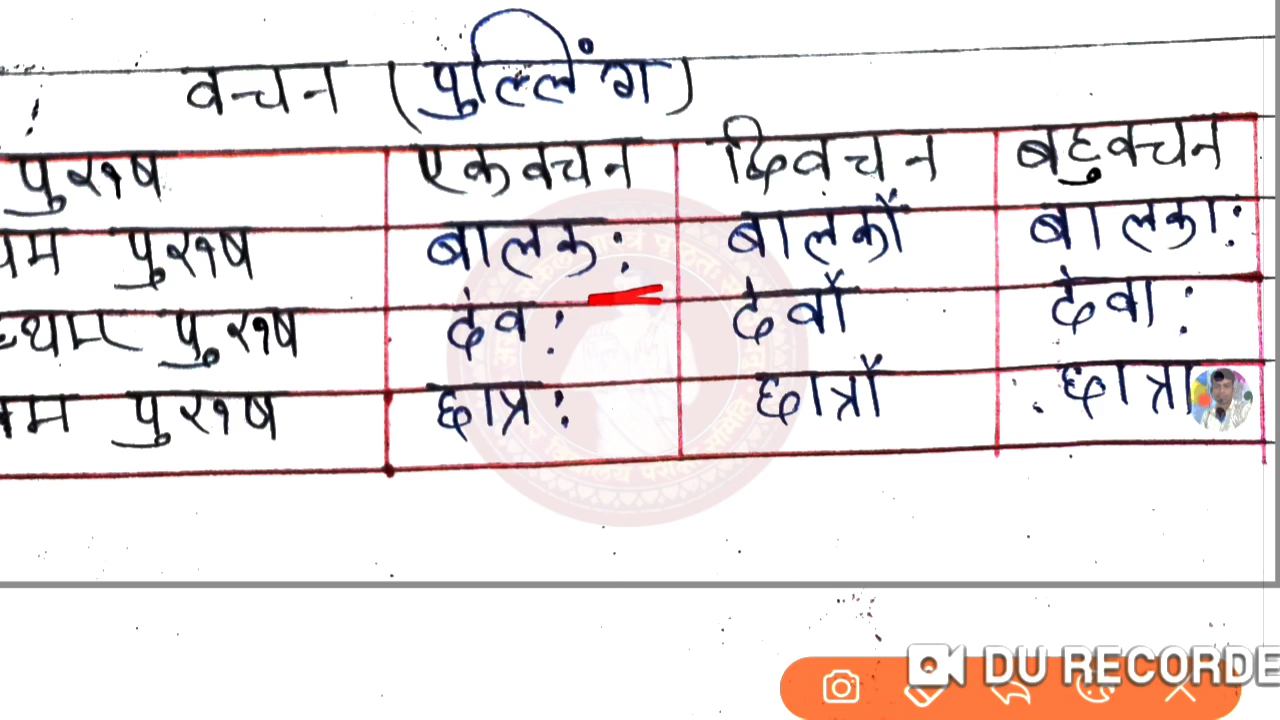 वचन (पुल्लिंग)
पुरुष एकवचन द्विवचन बहुवचन
पुरुष बालक: बालकौ बालका:
पुरुष देव: देवौ देवा:
पुरुष छात्र: छात्रौ छात्रा
DU RECORDE